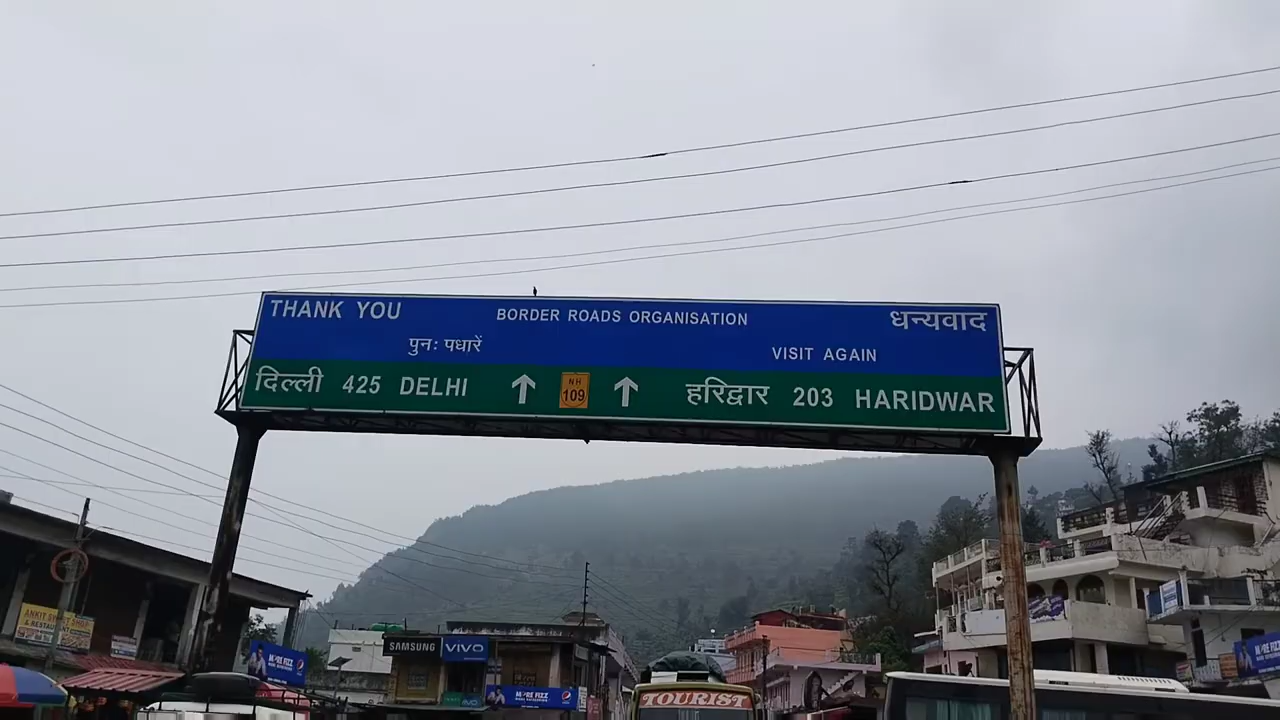 THANK YOU BORDER ROADS ORGANISATION धन्यवाद
पुनः पधारें VISIT AGAIN
दिल्ली 425 DELHI NH 109 हरिद्वार 203 HARIDWAR
SAMSUNG vivo
vivo
TOURIST